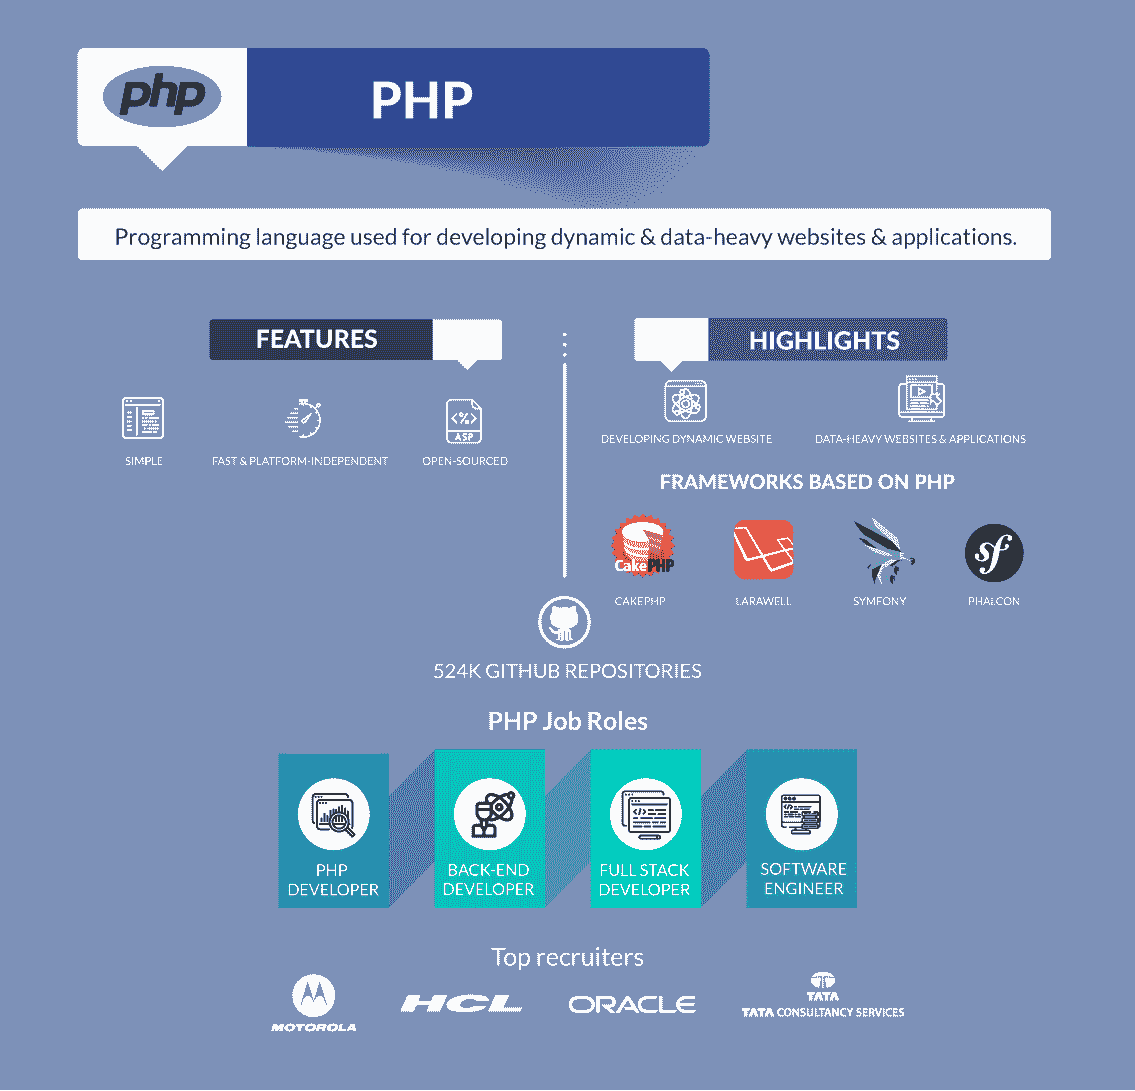 php
PHP
Programming language used for developing dynamic & data-heavy websites & applications.
FEATURES
<%>
ASP
SIMPLE
FAST & PLATFORM-INDEPENDENT
OPEN-SOURCED
HIGHLIGHTS
DEVELOPING DYNAMIC WEBSITE
DATA-HEAVY WEBSITES & APPLICATIONS
FRAMEWORKS BASED ON PHP
CakePHP
sf
CAKEPHP
LARAWELL
SYMFONY
PHALCON
524K GITHUB REPOSITORIES
PHP Job Roles
PHP
DEVELOPER
BACK-END
DEVELOPER
FULL STACK
DEVELOPER
SOFTWARE
ENGINEER
Top recruiters
MOTOROLA
HCL
ORACLE
TATA
TATA CONSULTANCY SERVICES